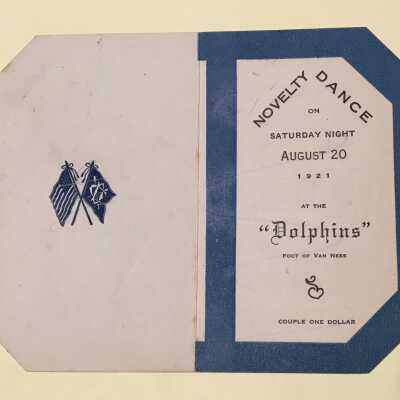 NOVELTY DANCE
ON
SATURDAY NIGHT
AUGUST 20
1921
AT THE
"Dolphins"
FOOT OF VAN NESS
COUPLE ONE DOLLAR